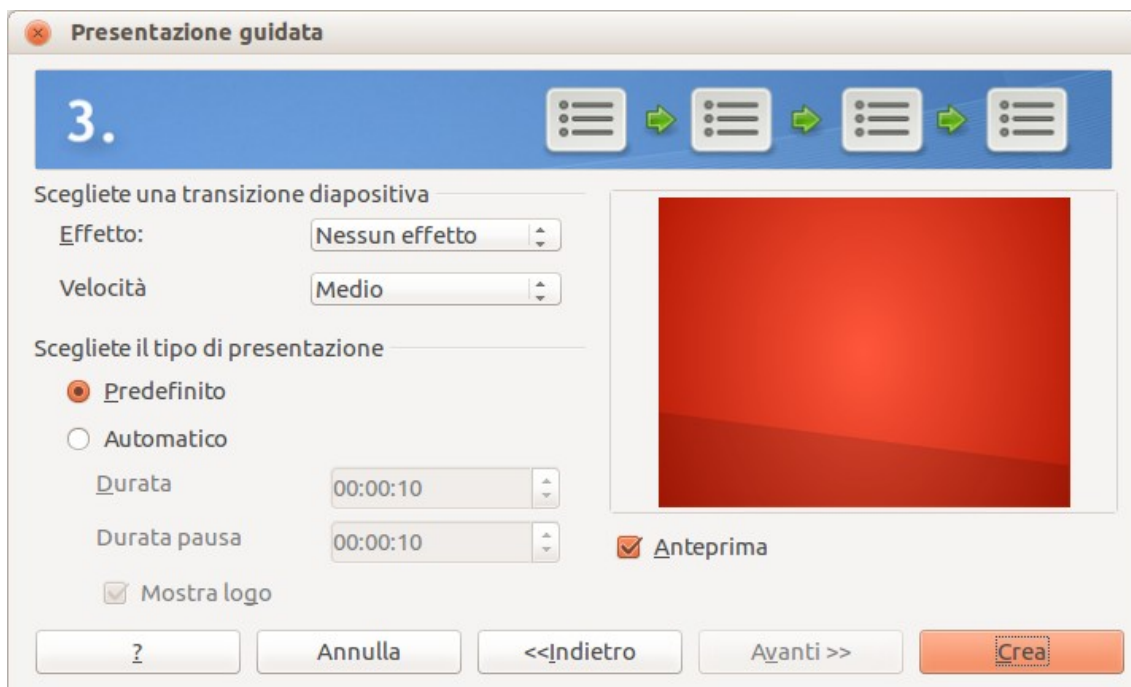 Presentazione guidata
3.
Scegliete una transizione diapositiva
Effetto: Nessun effetto
Velocità Medio
Scegliete il tipo di presentazione
Predefinito
Automatico
Durata 00:00:10
Durata pausa 00:00:10
Mostra logo
Anteprima
? Annulla <<Indietro Avanti >> Crea